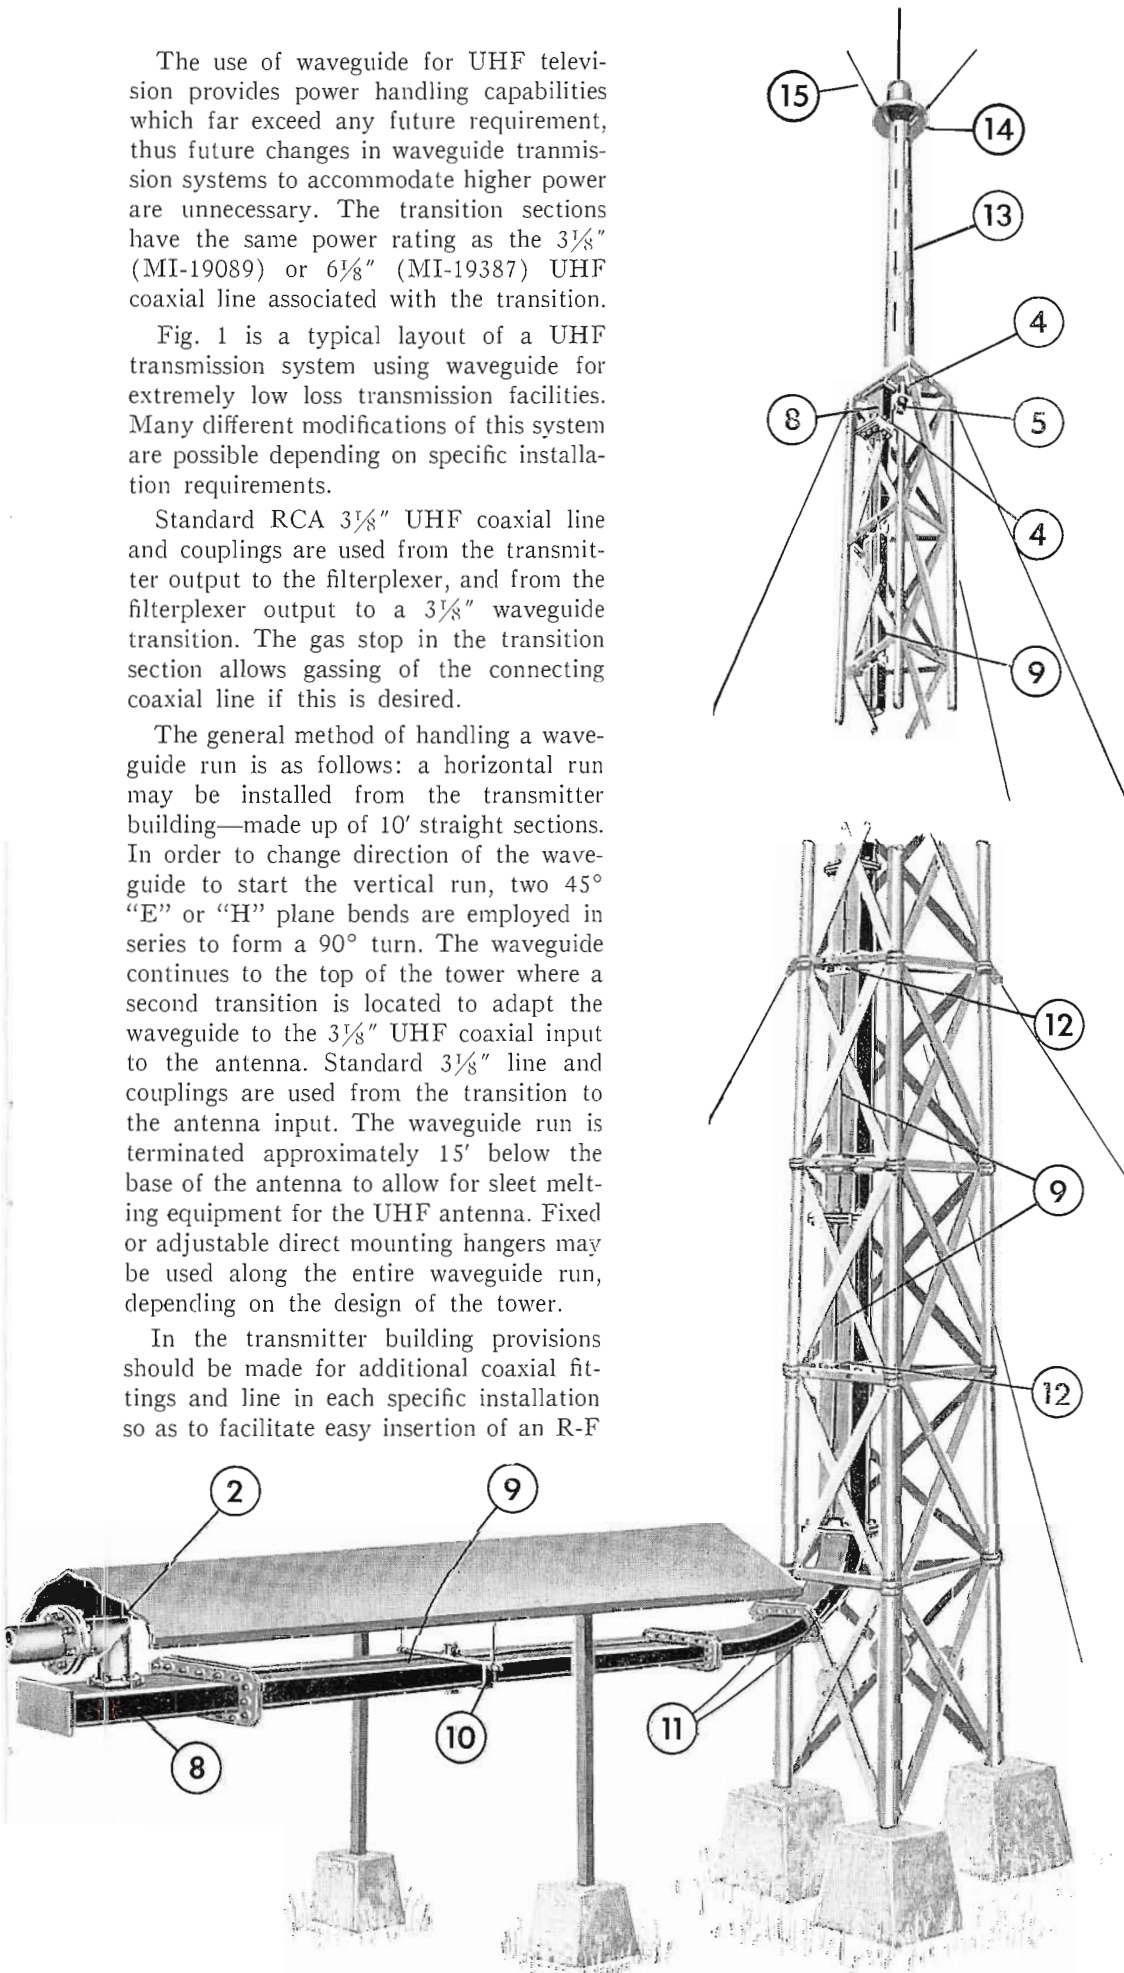 The use of waveguide for UHF televi-
sion provides power handling capabilities
which far exceed any future requirement,
thus future changes in waveguide tranmis-
sion systems to accommodate higher power
are unnecessary. The transition sections
have the same power rating as the 3⅛″
(MI-19089) or 6⅛″ (MI-19387) UHF
coaxial line associated with the transition.
Fig. 1 is a typical layout of a UHF
transmission system using waveguide for
extremely low loss transmission facilities.
Many different modifications of this system
are possible depending on specific installa-
tion requirements.
Standard RCA 3⅛″ UHF coaxial line
and couplings are used from the transmit-
ter output to the filterplexer, and from the
filterplexer output to a 3⅛″ waveguide
transition. The gas stop in the transition
section allows gassing of the connecting
coaxial line if this is desired.
The general method of handling a wave-
guide run is as follows: a horizontal run
may be installed from the transmitter
building—made up of 10′ straight sections.
In order to change direction of the wave-
guide to start the vertical run, two 45°
“E” or “H” plane bends are employed in
series to form a 90° turn. The waveguide
continues to the top of the tower where a
second transition is located to adapt the
waveguide to the 3⅛″ UHF coaxial input
to the antenna. Standard 3⅛″ line and
couplings are used from the transition to
the antenna input. The waveguide run is
terminated approximately 15′ below the
base of the antenna to allow for sleet melt-
ing equipment for the UHF antenna. Fixed
or adjustable direct mounting hangers may
be used along the entire waveguide run,
depending on the design of the tower.
In the transmitter building provisions
should be made for additional coaxial fit-
tings and line in each specific installation
so as to facilitate easy insertion of an R-F
15
14
13
4
8
5
4
9
12
9
12
2
9
11
10
8